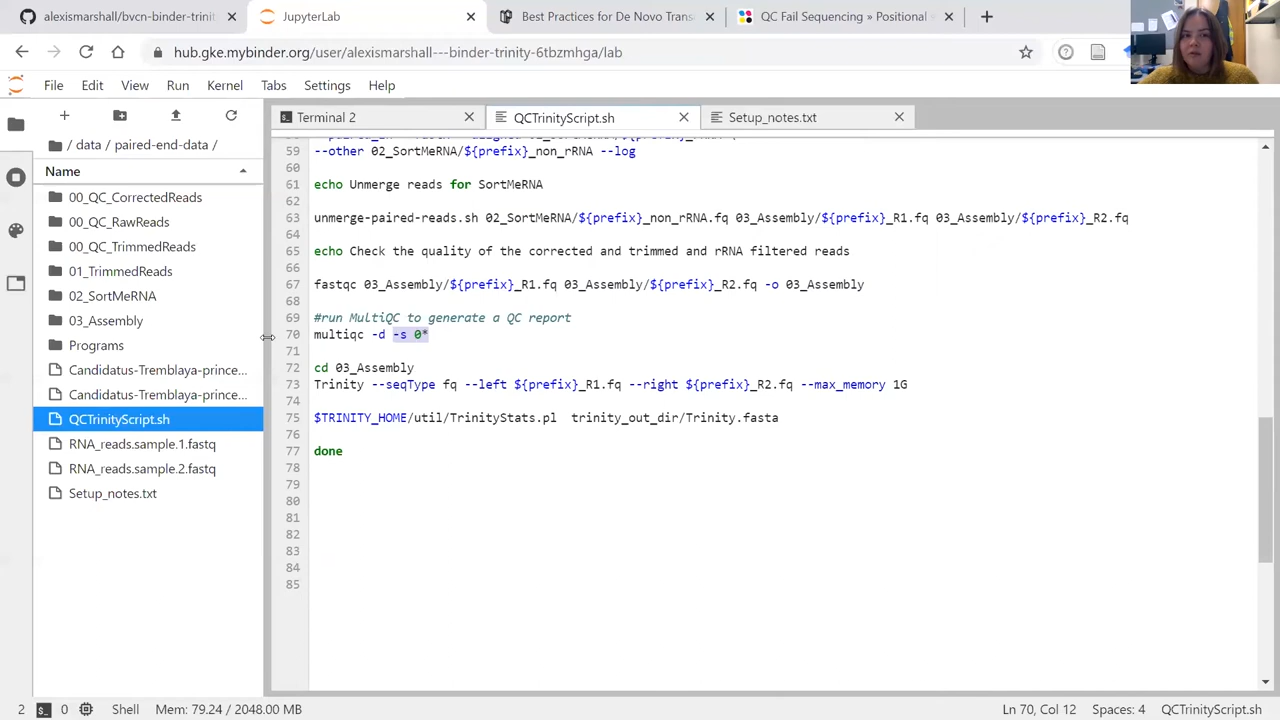 alexismarshall/bvcn-binder-trinit
JupyterLab
Best Practices for De Novo Trans
QC Fail Sequencing » Positional
hub.gke.mybinder.org/user/alexismarshall---binder-trinity-6tbzmhga/lab
File Edit View Run Kernel Tabs Settings Help
Terminal 2
QCTrinityScript.sh
Setup_notes.txt
/ data / paired-end-data /
Name
00_QC_CorrectedReads
00_QC_RawReads
00_QC_TrimmedReads
01_TrimmedReads
02_SortMeRNA
03_Assembly
Programs
Candidatus-Tremblaya-prince...
Candidatus-Tremblaya-prince...
QCTrinityScript.sh
RNA_reads.sample.1.fastq
RNA_reads.sample.2.fastq
Setup_notes.txt
59 --other 02_SortMeRNA/${prefix}_non_rRNA --log
60
61 echo Unmerge reads for SortMeRNA
62
63 unmerge-paired-reads.sh 02_SortMeRNA/${prefix}_non_rRNA.fq 03_Assembly/${prefix}_R1.fq 03_Assembly/${prefix}_R2.fq
64
65 echo Check the quality of the corrected and trimmed and rRNA filtered reads
66
67 fastqc 03_Assembly/${prefix}_R1.fq 03_Assembly/${prefix}_R2.fq -o 03_Assembly
68
69 #run MultiQC to generate a QC report
70 multiqc -d -s 0*
71
72 cd 03_Assembly
73 Trinity --seqType fq --left ${prefix}_R1.fq --right ${prefix}_R2.fq --max_memory 1G
74
75 $TRINITY_HOME/util/TrinityStats.pl trinity_out_dir/Trinity.fasta
76
77 done
78
79
80
81
82
83
84
85
2 0 Shell Mem: 79.24 / 2048.00 MB Ln 70, Col 12 Spaces: 4 QCTrinityScript.sh